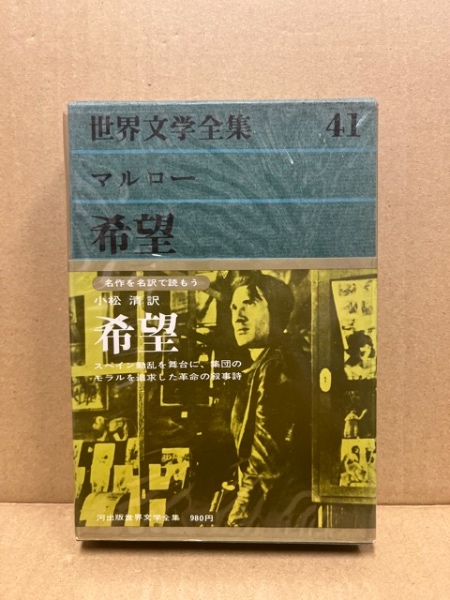 世界文学全集 41
マルロー
希望
名作を名訳で読もう
小松 清 訳
希望
スペイン動乱を舞台に、集団の
モラルを追求した革命の叙事詩
河出版世界文学全集 980円